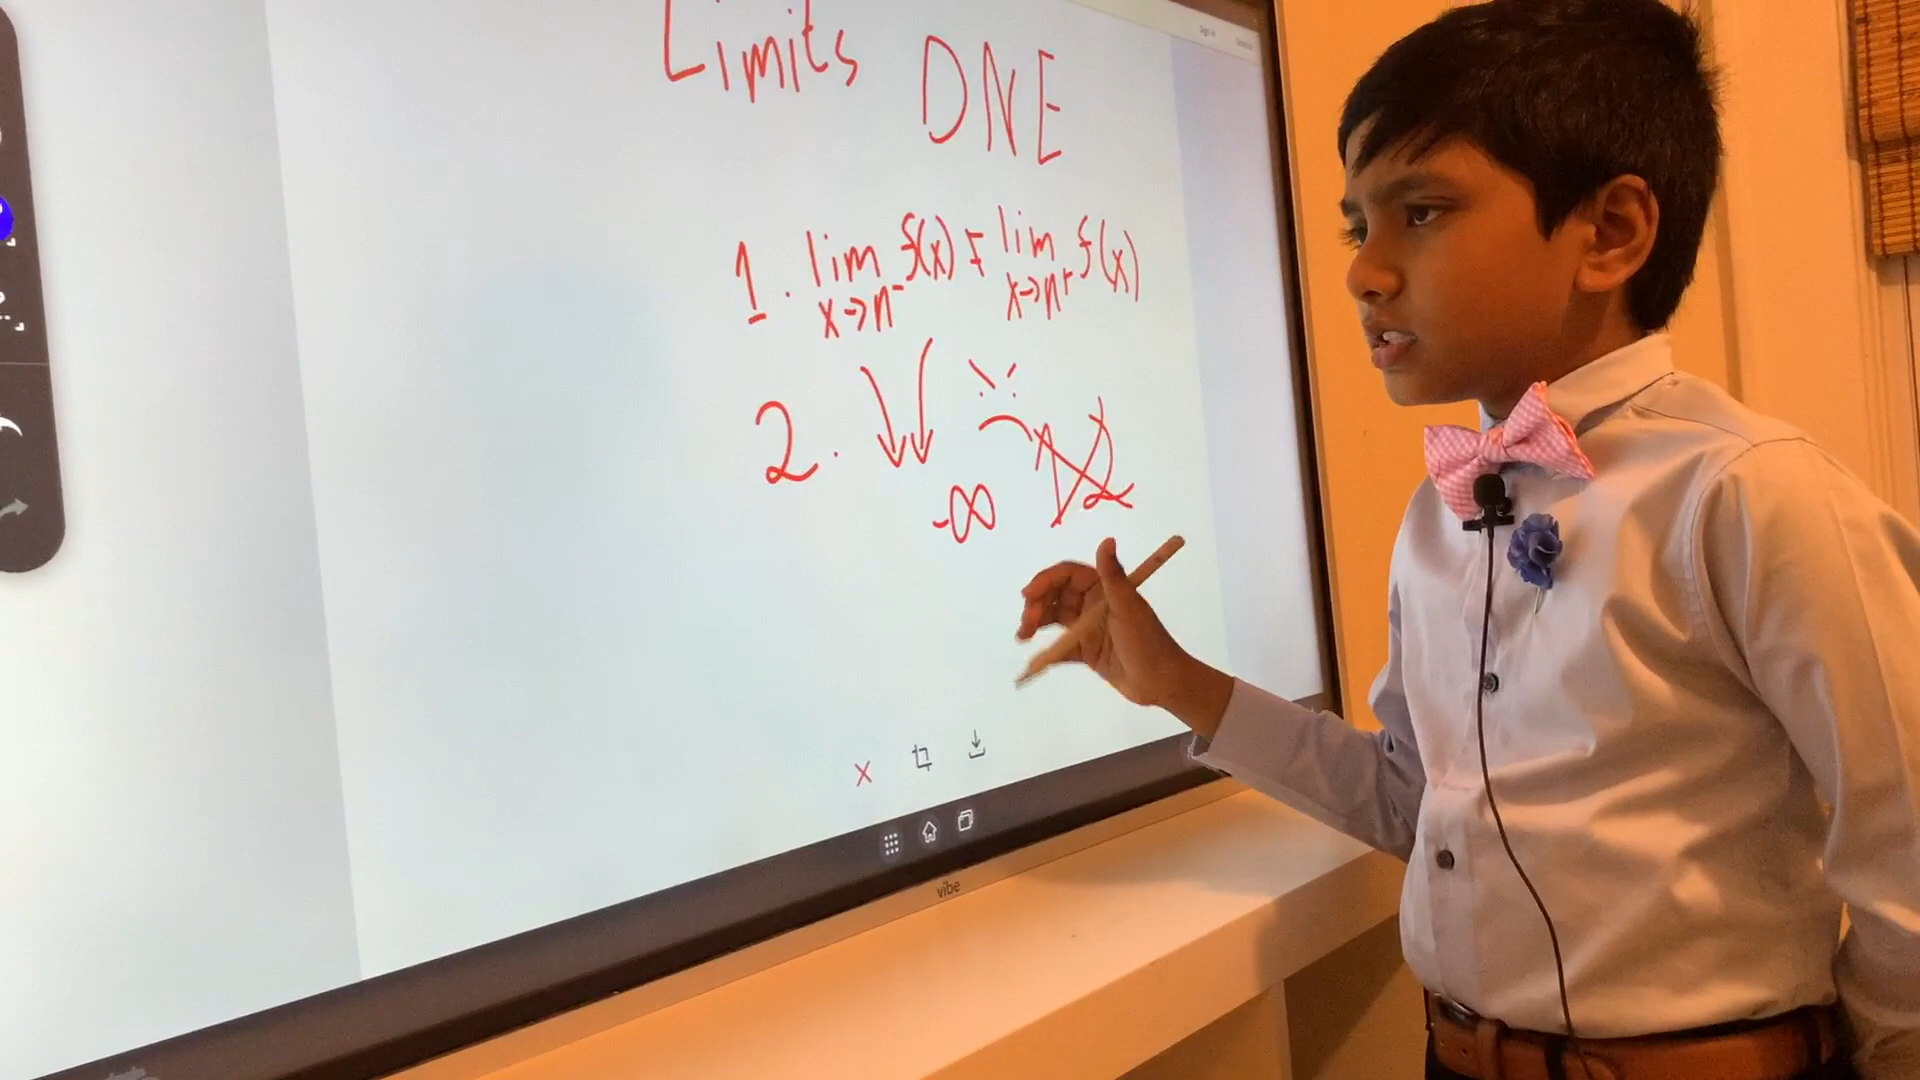 Limits
DNE
1. lim f(x) ≠ lim f(x)
x→n⁻ x→n⁺
2.
-∞
vibe